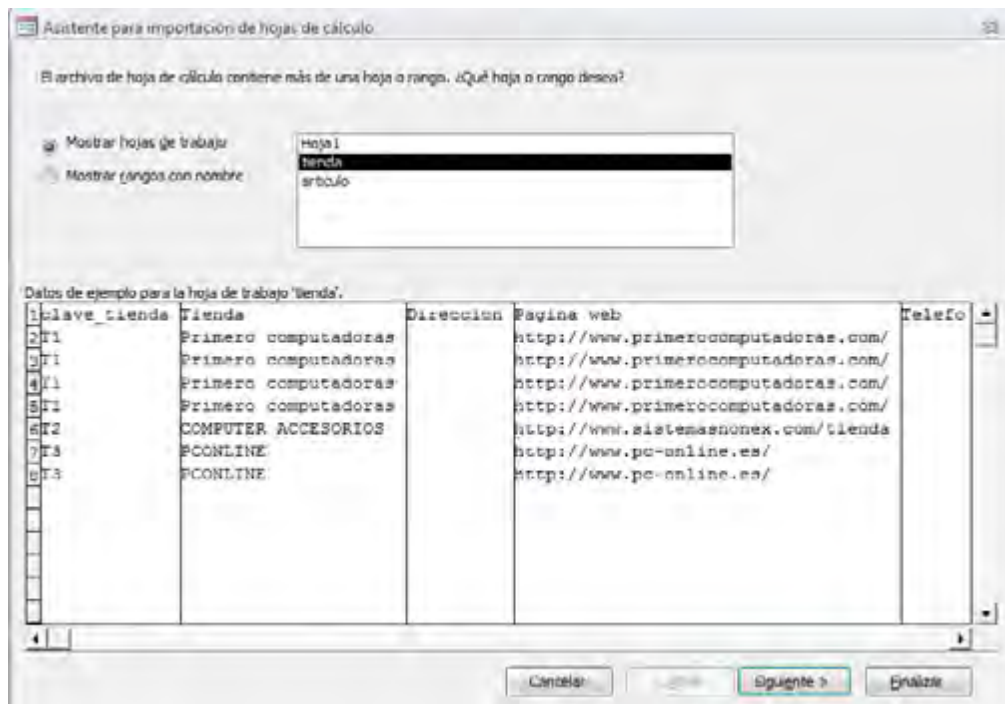 Asistente para importación de hojas de cálculo
El archivo de hoja de cálculo contiene más de una hoja o rango. ¿Qué hoja o rango desea?
Mostrar hojas de trabajo
Mostrar rangos con nombre
Hoja1
tienda
articulo
Datos de ejemplo para la hoja de trabajo 'tienda'.
1 clave_tienda Tienda Direccion Pagina web Telefo
2 T1 Primero computadoras http://www.primerocomputadoras.com/
3 T1 Primero computadoras http://www.primerocomputadoras.com/
4 T1 Primero computadoras http://www.primerocomputadoras.com/
5 T1 Primero computadoras http://www.primerocomputadoras.com/
6 T2 COMPUTER ACCESORIOS http://www.sistemasnonex.com/tienda
7 T3 PCONLINE http://www.pc-online.es/
8 T3 PCONLINE http://www.pc-online.es/
Cancelar
Siguiente >
Finalizar